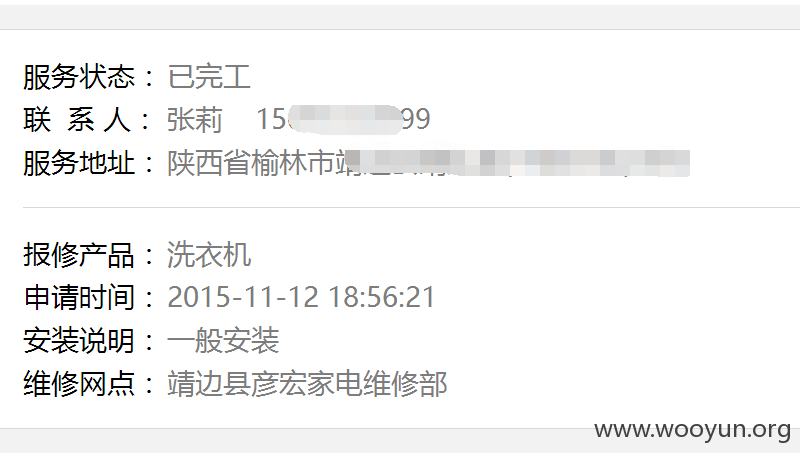 服务状态：已完工
联 系 人：张莉 15 99
服务地址：陕西省榆林市靖边
报修产品：洗衣机
申请时间：2015-11-12 18:56:21
安装说明：一般安装
维修网点：靖边县彦宏家电维修部
www.wooyun.org